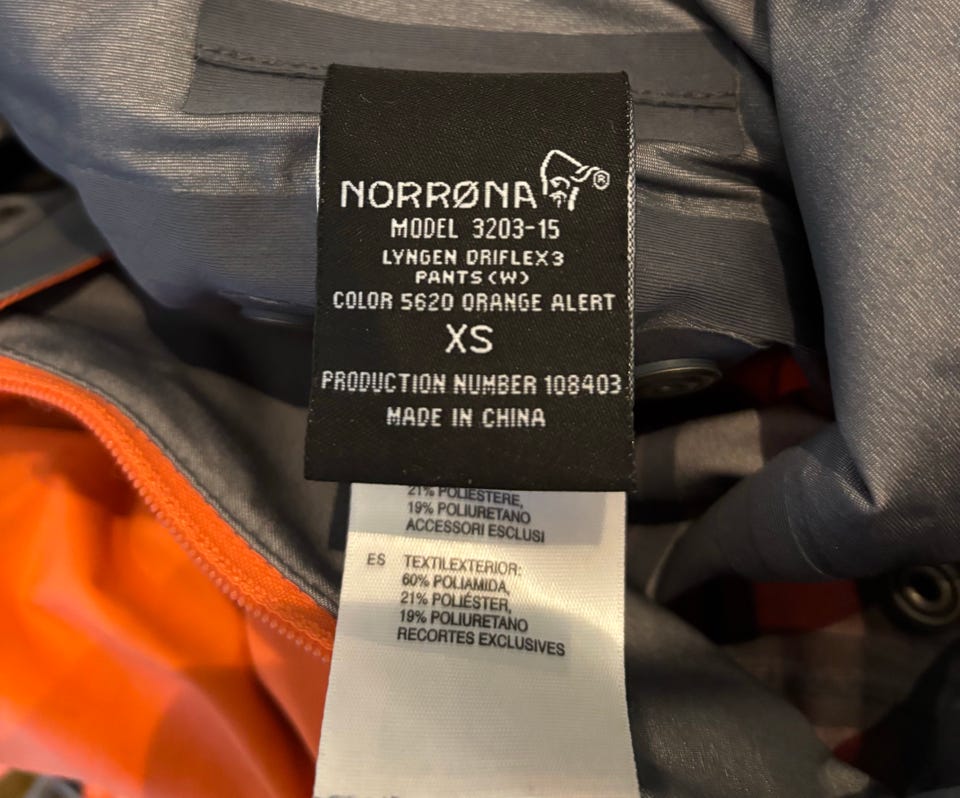 NORRØNA®
MODEL 3203-15
LYNGEN DRIFLEX3
PANTS(W)
COLOR 5620 ORANGE ALERT
XS
PRODUCTION NUMBER 108403
MADE IN CHINA
21% POLIESTERE,
19% POLIURETANO
ACCESSORI ESCLUSI
ES TEXTILEXTERIOR:
60% POLIAMIDA,
21% POLIÉSTER,
19% POLIURETANO
RECORTES EXCLUSIVES